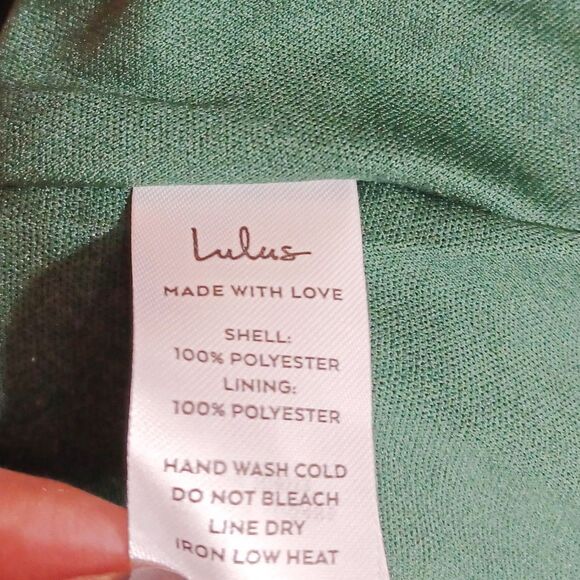 Lulus
MADE WITH LOVE
SHELL:
100% POLYESTER
LINING:
100% POLYESTER
HAND WASH COLD
DO NOT BLEACH
LINE DRY
IRON LOW HEAT